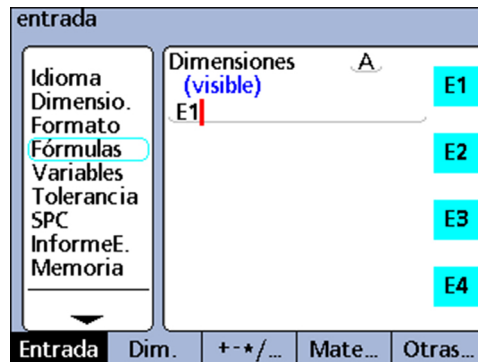 entrada
Idioma
Dimensio.
Formato
Fórmulas
Variables
Tolerancia
SPC
InformeE.
Memoria
Dimensiones A
(visible)
E1
E1
E2
E3
E4
Entrada Dim. +-*/... Mate... Otras...